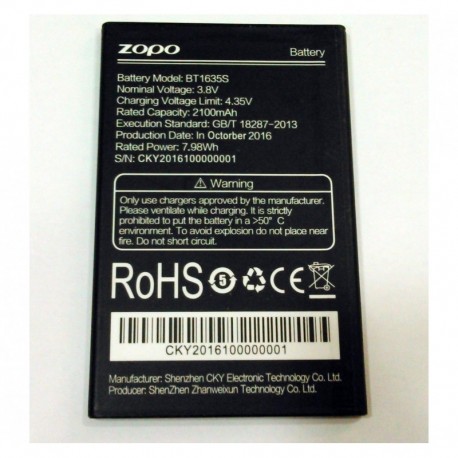 ZOPO
Battery
Battery Model: BT1635S
Nominal Voltage: 3.8V
Charging Voltage Limit: 4.35V
Rated Capacity: 2100mAh
Execution Standard: GB/T 18287-2013
Production Date: In Octorber 2016
Rated Power: 7.98Wh
S/N: CKY2016100000001
Warning
Only use chargers approved by the manufacturer.
Please ventilate while charging. It is strictly
prohibited to put the battery in a >50° C
environment. To avoid explosion do not place near
fire. Do not short circuit.
RoHS 5 CE
CKY2016100000001
Manufacturer: Shenzhen CKY Electronic Technology Co. Ltd.
Producer: ShenZhen Zhanweixun Technology Co. Ltd.